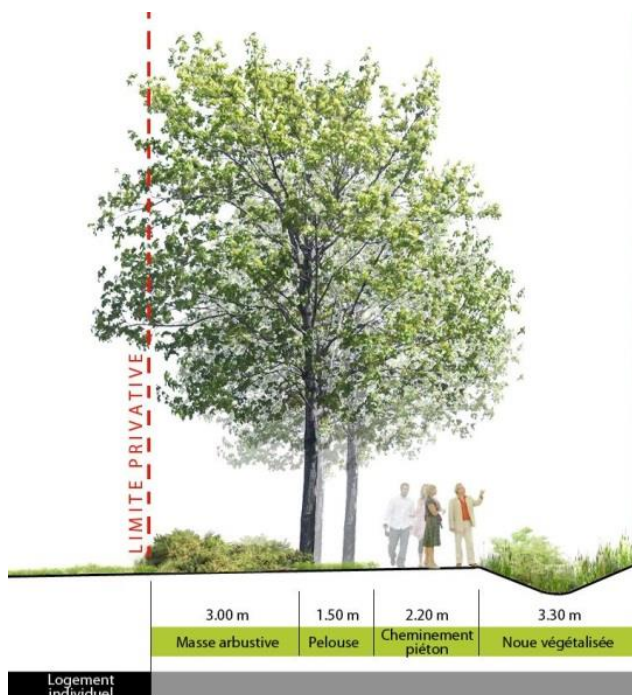 LIMITE PRIVATIVE
3.00 m
1.50 m
2.20 m
3.30 m
Masse arbustive
Pelouse
Cheminement
piéton
Noue végétalisée
Logement
individuel